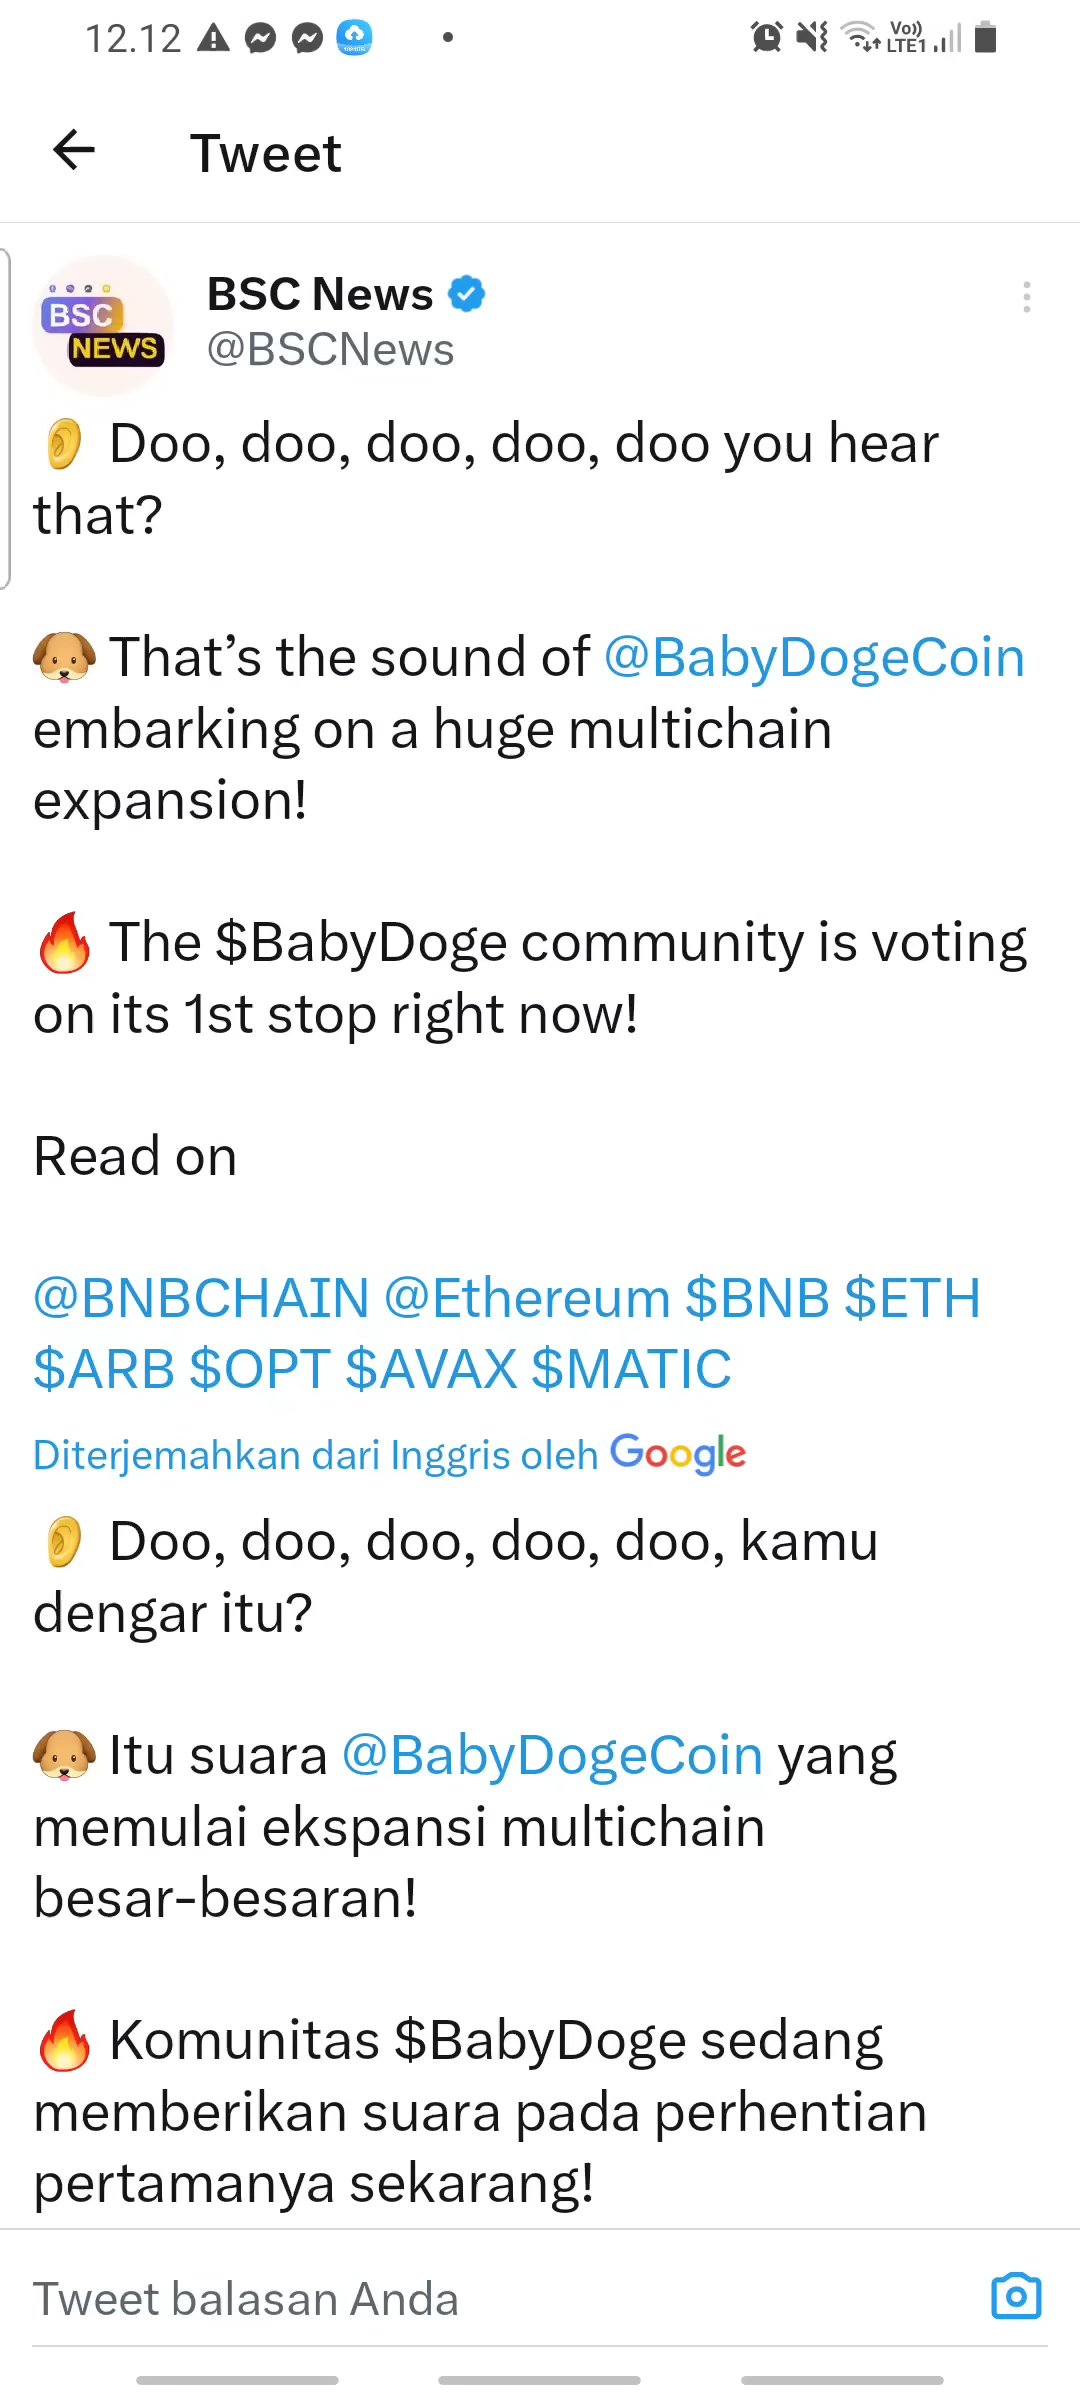 12.12
Vo))
LTE1
Tweet
BSC
NEWS
BSC News
@BSCNews
👂 Doo, doo, doo, doo, doo you hear
that?
🐶 That’s the sound of @BabyDogeCoin
embarking on a huge multichain
expansion!
🔥 The $BabyDoge community is voting
on its 1st stop right now!
Read on
@BNBCHAIN @Ethereum $BNB $ETH
$ARB $OPT $AVAX $MATIC
Diterjemahkan dari Inggris oleh Google
👂 Doo, doo, doo, doo, doo, kamu
dengar itu?
🐶 Itu suara @BabyDogeCoin yang
memulai ekspansi multichain
besar-besaran!
🔥 Komunitas $BabyDoge sedang
memberikan suara pada perhentian
pertamanya sekarang!
Tweet balasan Anda